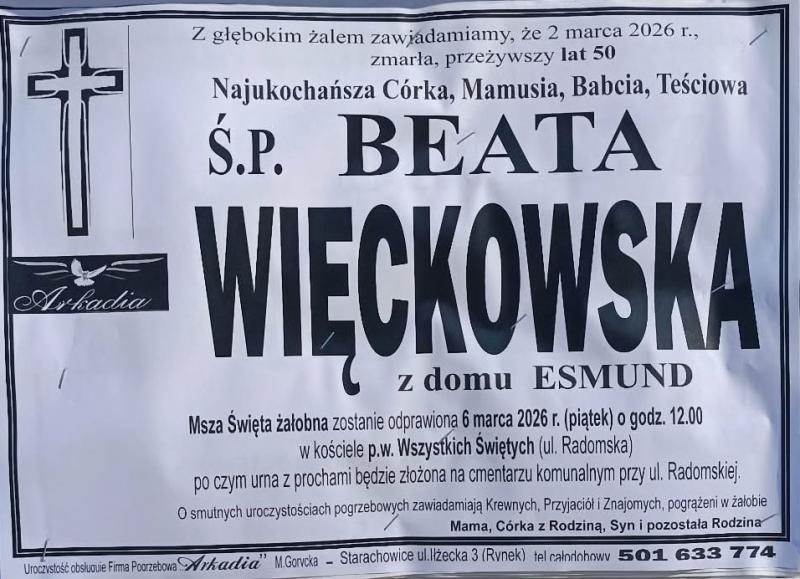 Z głębokim żalem zawiadamiamy, że 2 marca 2026 r.,
zmarła, przeżywszy lat 50
Najukochańsza Córka, Mamusia, Babcia, Teściowa
Ś.P. BEATA
WIĘCKOWSKA
z domu ESMUND
Arkadia
Msza Święta żałobna zostanie odprawiona 6 marca 2026 r. (piątek) o godz. 12.00
w kościele p.w. Wszystkich Świętych (ul. Radomska)
po czym urna z prochami będzie złożona na cmentarzu komunalnym przy ul. Radomskiej.
O smutnych uroczystościach pogrzebowych zawiadamiają Krewnych, Przyjaciół i Znajomych, pogrążeni w żałobie
Mama, Córka z Rodziną, Syn i pozostała Rodzina
Uroczystość obsługuje Firma Pogrzebowa "Arkadia" M.Gorycka – Starachowice ul.Iłżecka 3 (Rynek) tel.całodobowy 501 633 774